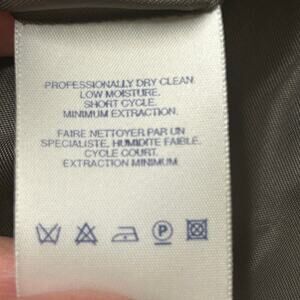 PROFESSIONALLY DRY CLEAN.
LOW MOISTURE.
SHORT CYCLE.
MINIMUM EXTRACTION.
FAIRE NETTOYER PAR UN
SPECIALISTE, HUMIDITE FAIBLE.
CYCLE COURT.
EXTRACTION MINIMUM
P